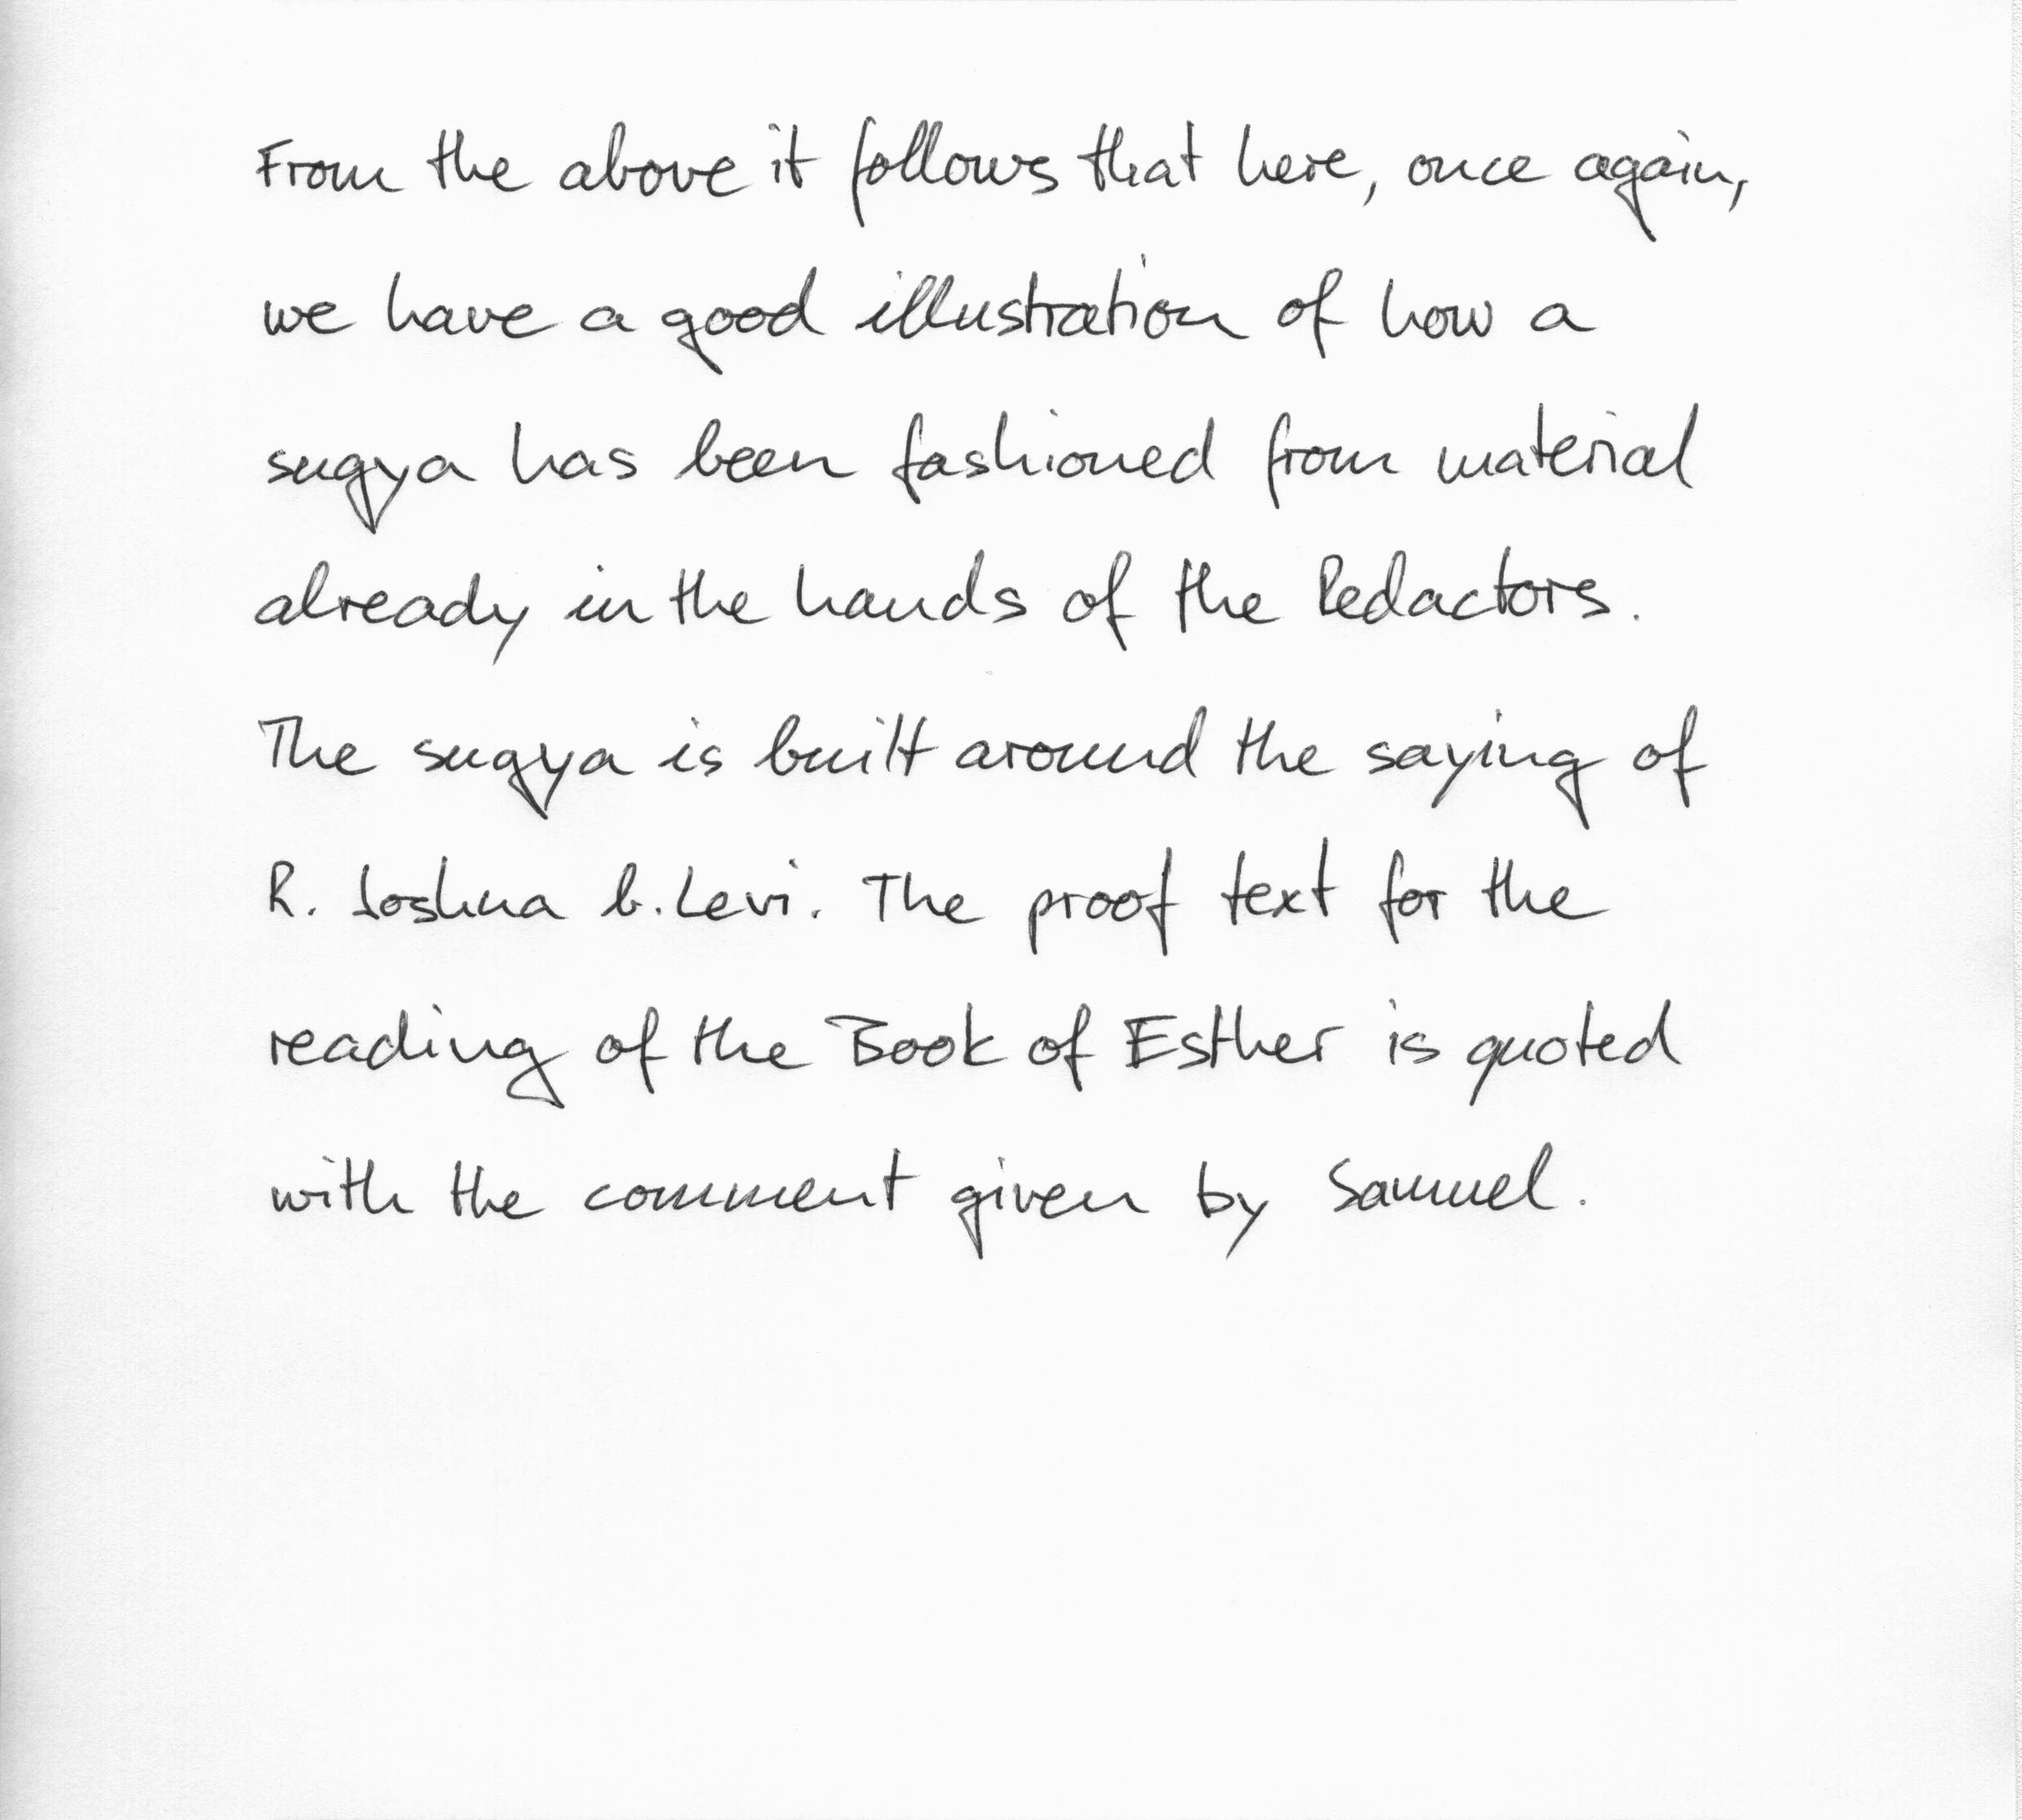 From the above it follows that here, once again,
we have a good illustration of how a
sugya has been fashioned from material
already in the hands of the Redactors.
The sugya is built around the saying of
R. Joshua b. Levi. The proof text for the
reading of the Book of Esther is quoted
with the comment given by Samuel.